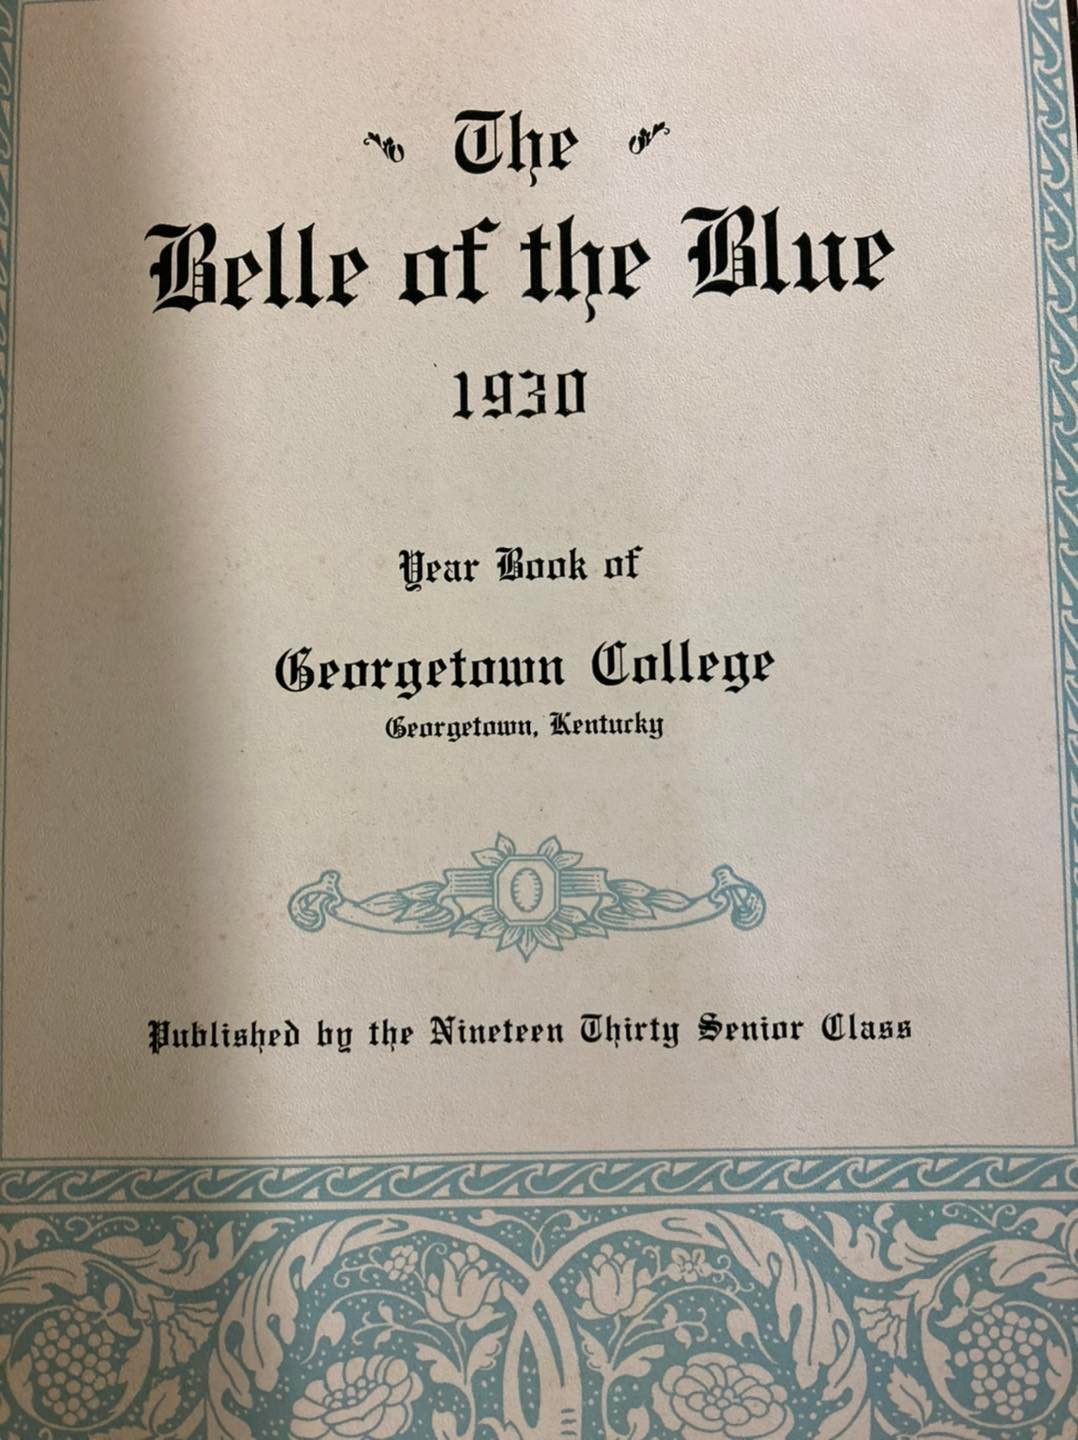 The
Belle of the Blue
1930
Year Book of
Georgetown College
Georgetown, Kentucky
Published by the Nineteen Thirty Senior Class